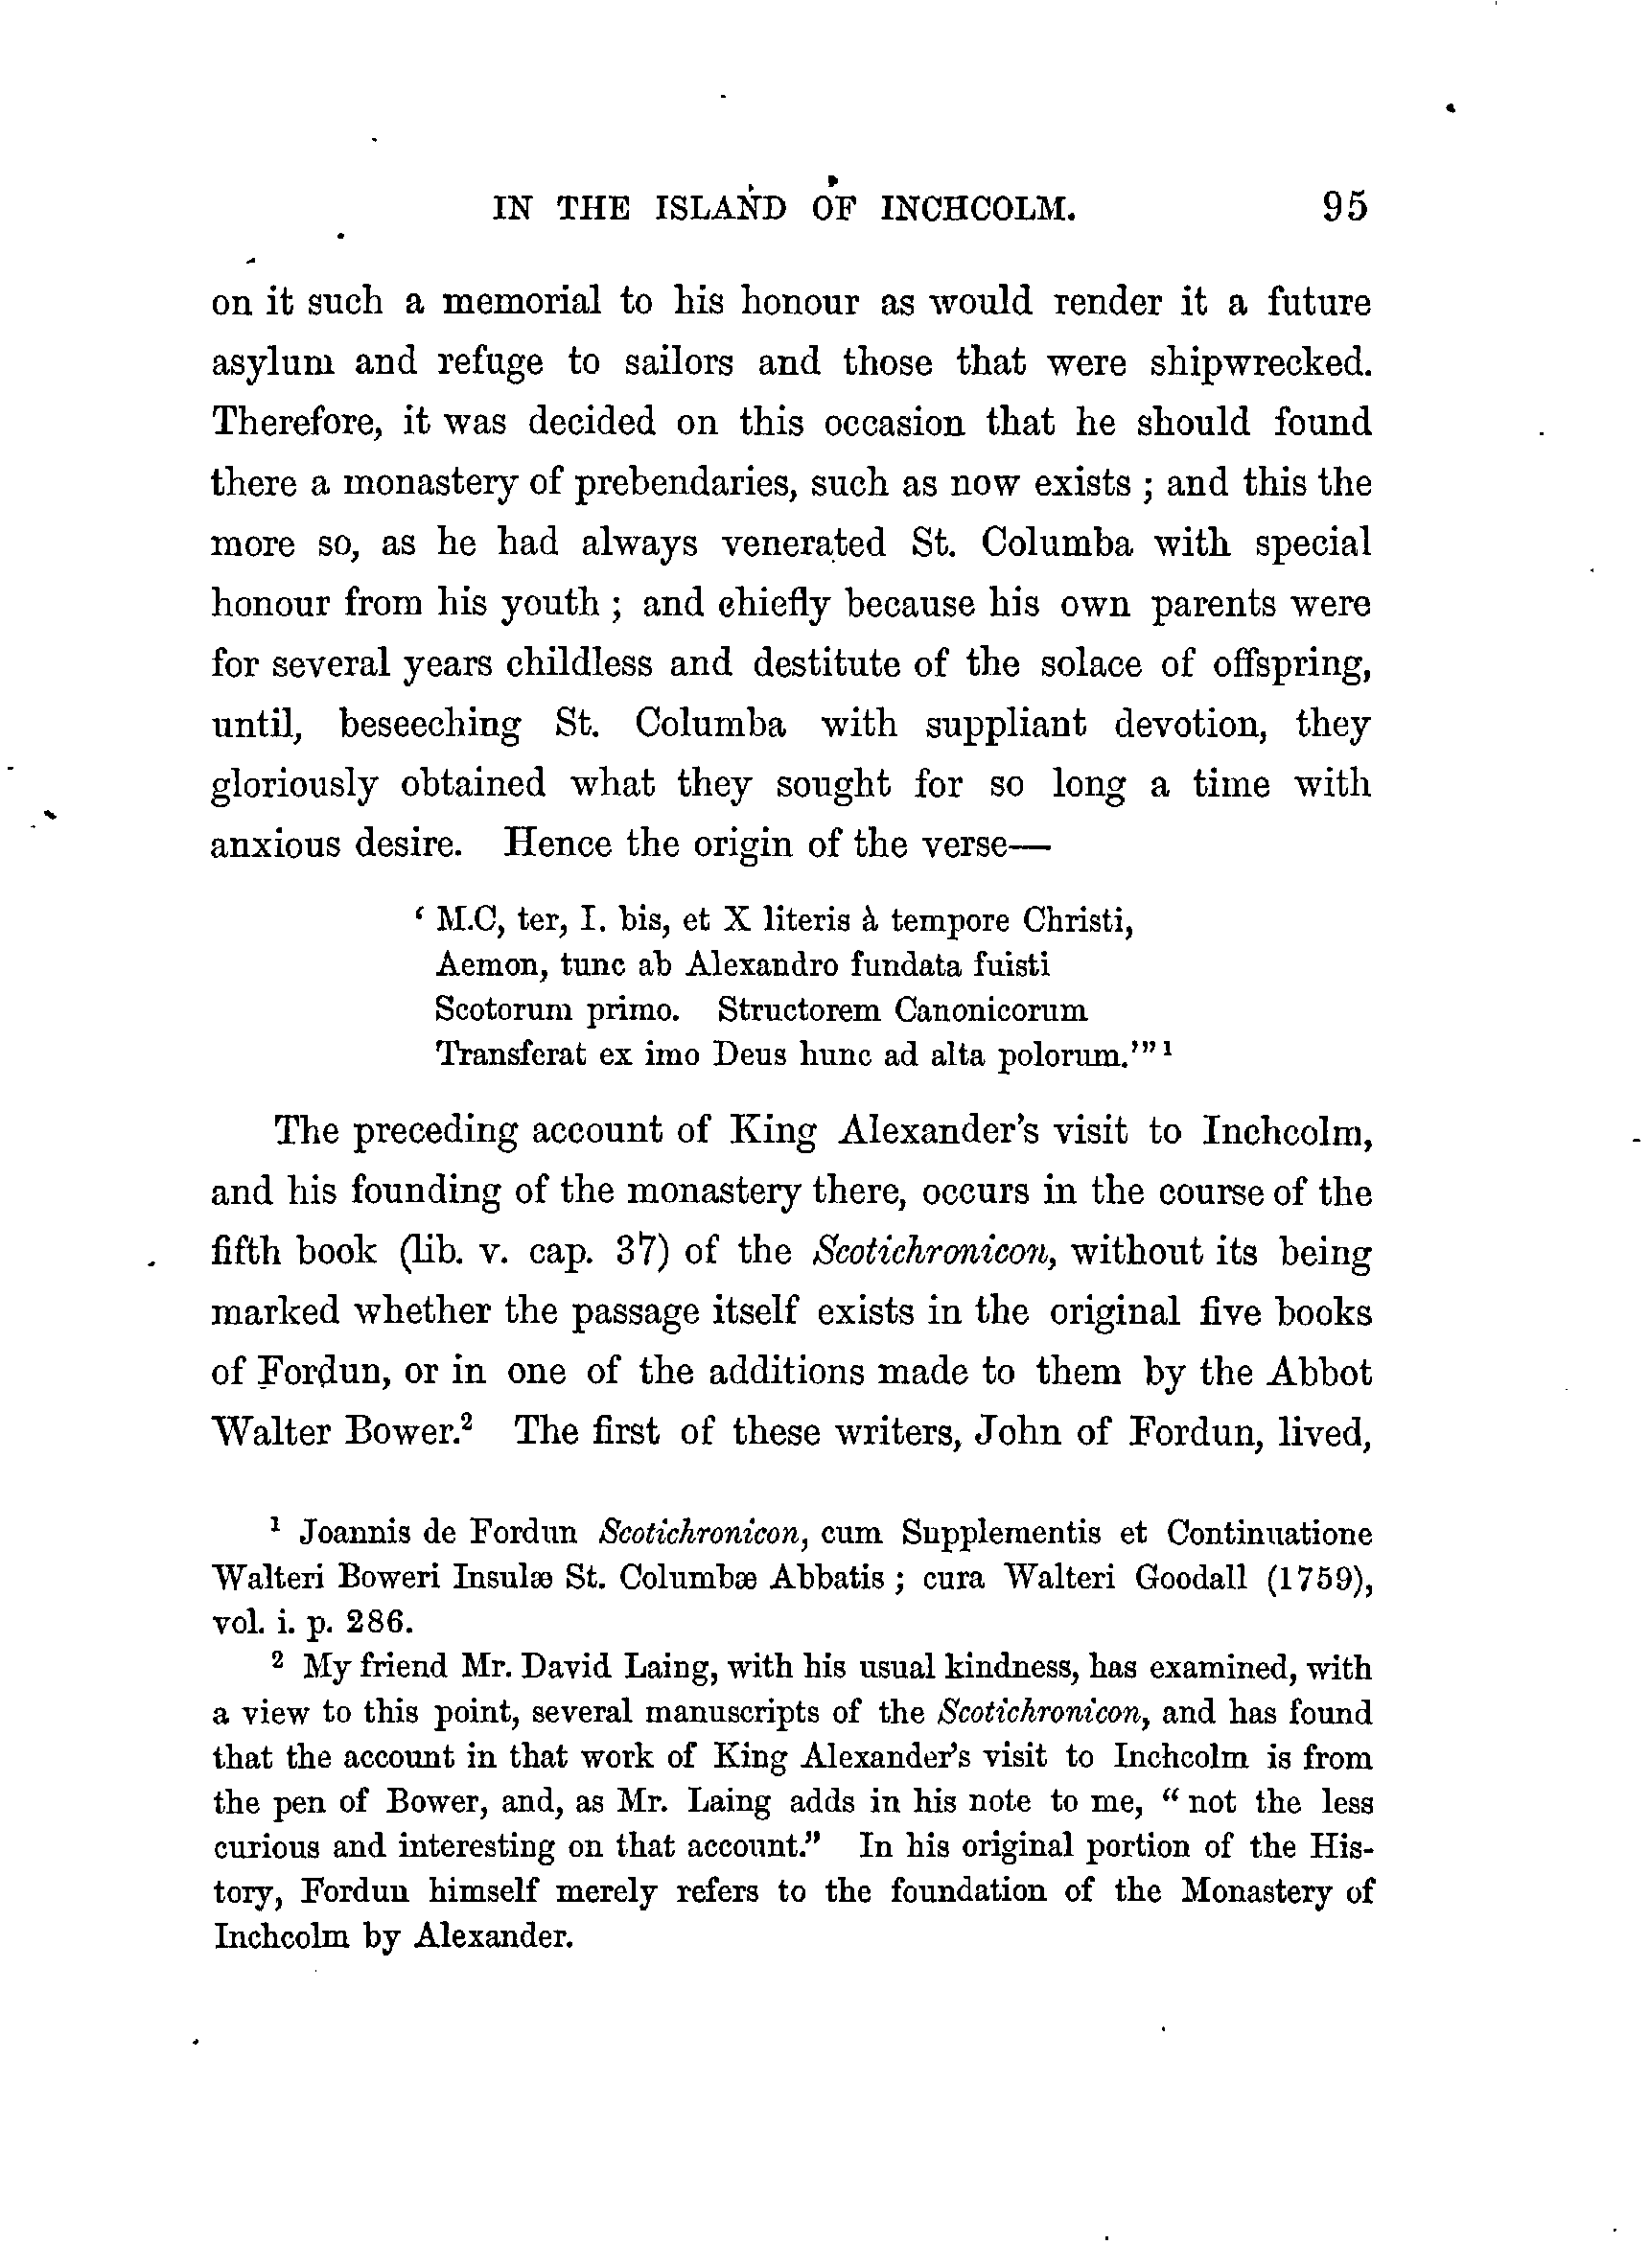 IN THE ISLAND OF INCHCOLM. 95
on it such a memorial to his honour as would render it a future
asylum and refuge to sailors and those that were shipwrecked.
Therefore, it was decided on this occasion that he should found
there a monastery of prebendaries, such as now exists ; and this the
more so, as he had always venerated St. Columba with special
honour from his youth ; and chiefly because his own parents were
for several years childless and destitute of the solace of offspring,
until, beseeching St. Columba with suppliant devotion, they
gloriously obtained what they sought for so long a time with
anxious desire. Hence the origin of the verse—
‘ M.C, ter, I. bis, et X literis à tempore Christi,
Aemon, tunc ab Alexandro fundata fuisti
Scotorum primo. Structorem Canonicorum
Transferat ex imo Deus hunc ad alta polorum.’” ¹
The preceding account of King Alexander’s visit to Inchcolm,
and his founding of the monastery there, occurs in the course of the
fifth book (lib. v. cap. 37) of the Scotichronicon, without its being
marked whether the passage itself exists in the original five books
of Fordun, or in one of the additions made to them by the Abbot
Walter Bower.² The first of these writers, John of Fordun, lived,
¹ Joannis de Fordun Scotichronicon, cum Supplementis et Continuatione
Walteri Boweri Insulæ St. Columbæ Abbatis ; cura Walteri Goodall (1759),
vol. i. p. 286.
² My friend Mr. David Laing, with his usual kindness, has examined, with
a view to this point, several manuscripts of the Scotichronicon, and has found
that the account in that work of King Alexander’s visit to Inchcolm is from
the pen of Bower, and, as Mr. Laing adds in his note to me, “ not the less
curious and interesting on that account.” In his original portion of the His-
tory, Fordun himself merely refers to the foundation of the Monastery of
Inchcolm by Alexander.